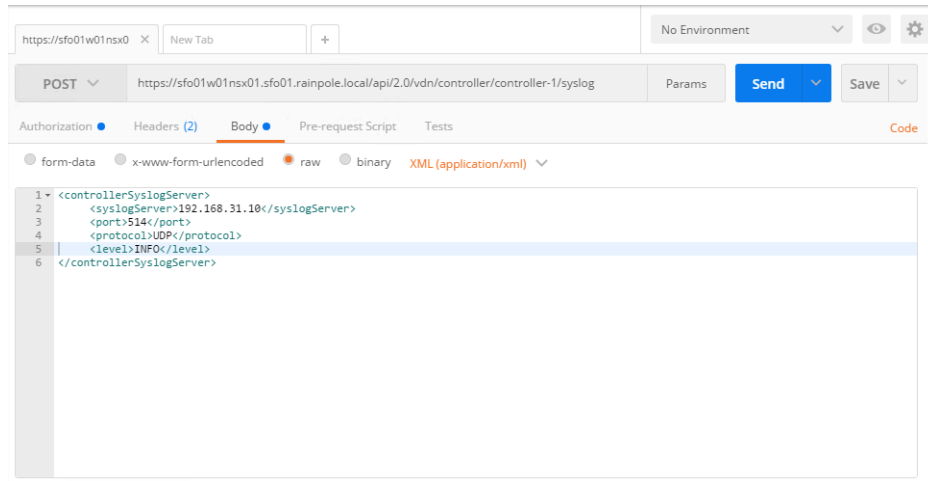 https://sfo01w01nsx0 New Tab + No Environment
POST https://sfo01w01nsx01.sfo01.rainpole.local/api/2.0/vdn/controller/controller-1/syslog Params Send Save
Authorization Headers (2) Body Pre-request Script Tests Code
form-data x-www-form-urlencoded raw binary XML (application/xml)
1 <controllerSyslogServer>
2 <syslogServer>192.168.31.10</syslogServer>
3 <port>514</port>
4 <protocol>UDP</protocol>
5 <level>INFO</level>
6 </controllerSyslogServer>